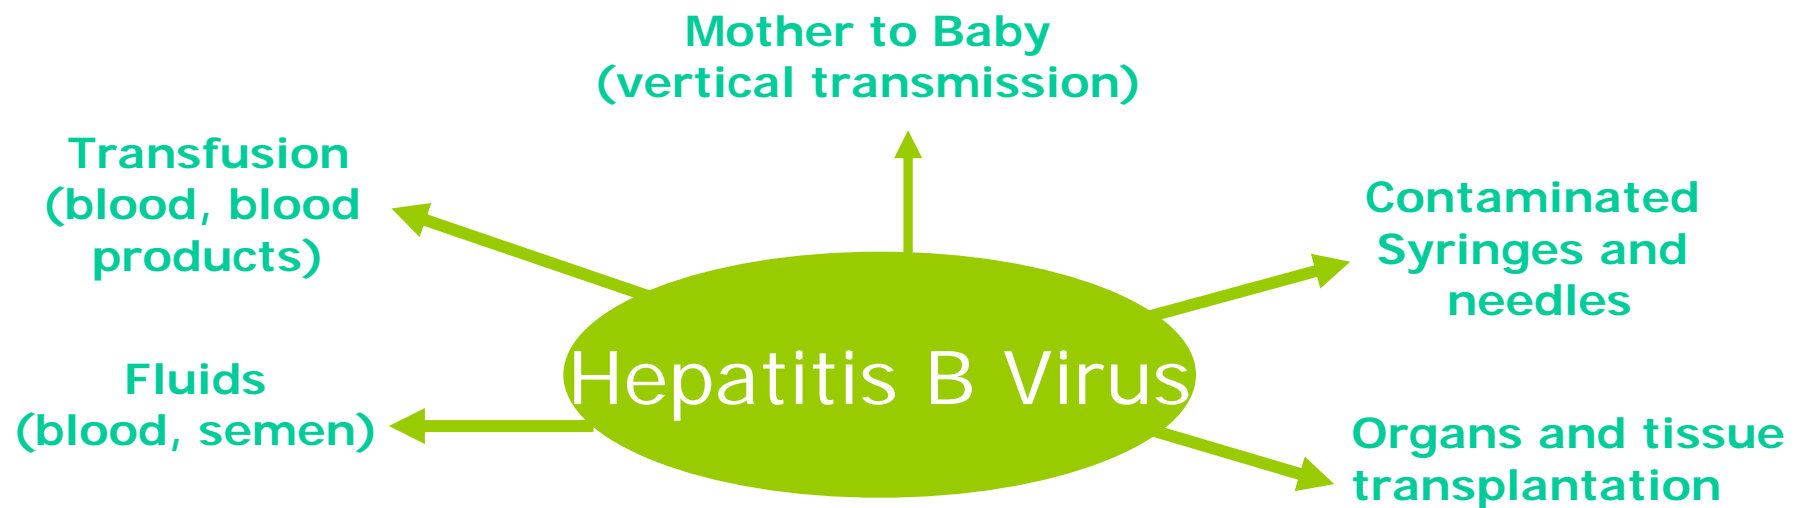 Mother to Baby
(vertical transmission)
Transfusion
(blood, blood
products)
Contaminated
Syringes and
needles
Hepatitis B Virus
Fluids
(blood, semen)
Organs and tissue
transplantation